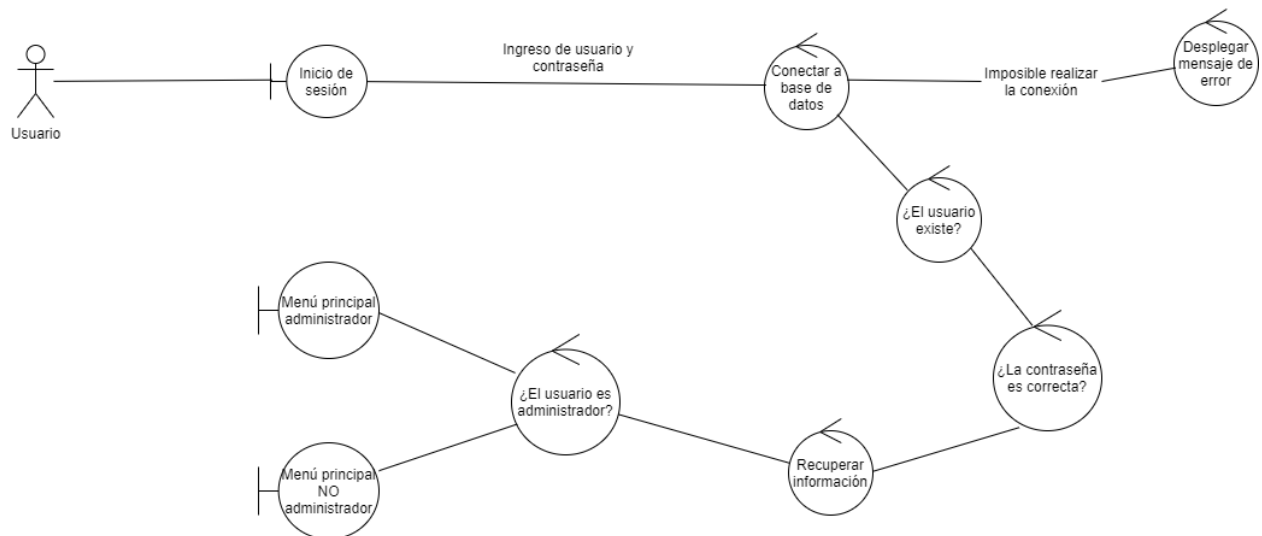 Usuario
Inicio de
sesión
Ingreso de usuario y
contraseña
Conectar a
base de
datos
Imposible realizar
la conexión
Desplegar
mensaje de
error
¿El usuario
existe?
¿La contraseña
es correcta?
Recuperar
información
¿El usuario es
administrador?
Menú principal
administrador
Menú principal
NO
administrador